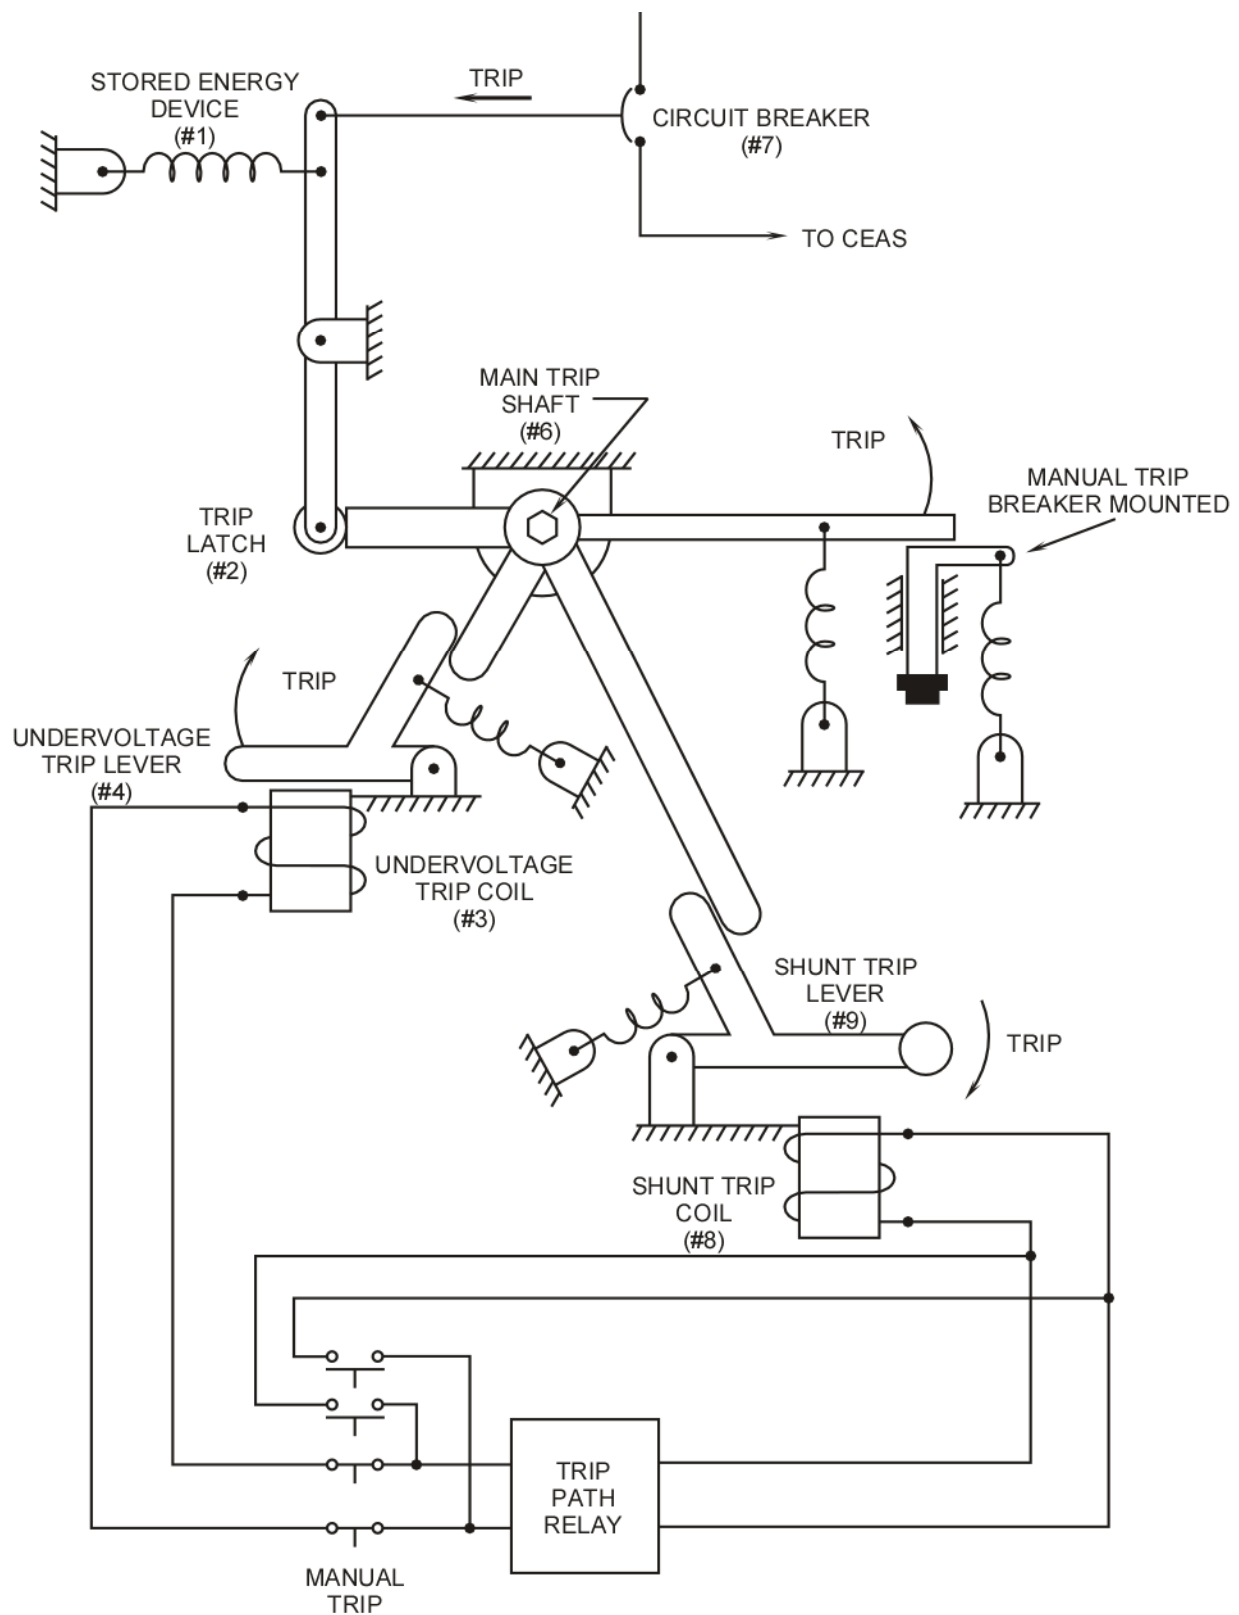 STORED ENERGY
DEVICE
(#1)
TRIP
CIRCUIT BREAKER
(#7)
TO CEAS
MAIN TRIP
SHAFT
(#6)
TRIP
MANUAL TRIP
BREAKER MOUNTED
TRIP
LATCH
(#2)
TRIP
UNDERVOLTAGE
TRIP LEVER
(#4)
UNDERVOLTAGE
TRIP COIL
(#3)
SHUNT TRIP
LEVER
(#9)
TRIP
SHUNT TRIP
COIL
(#8)
TRIP
PATH
RELAY
MANUAL
TRIP